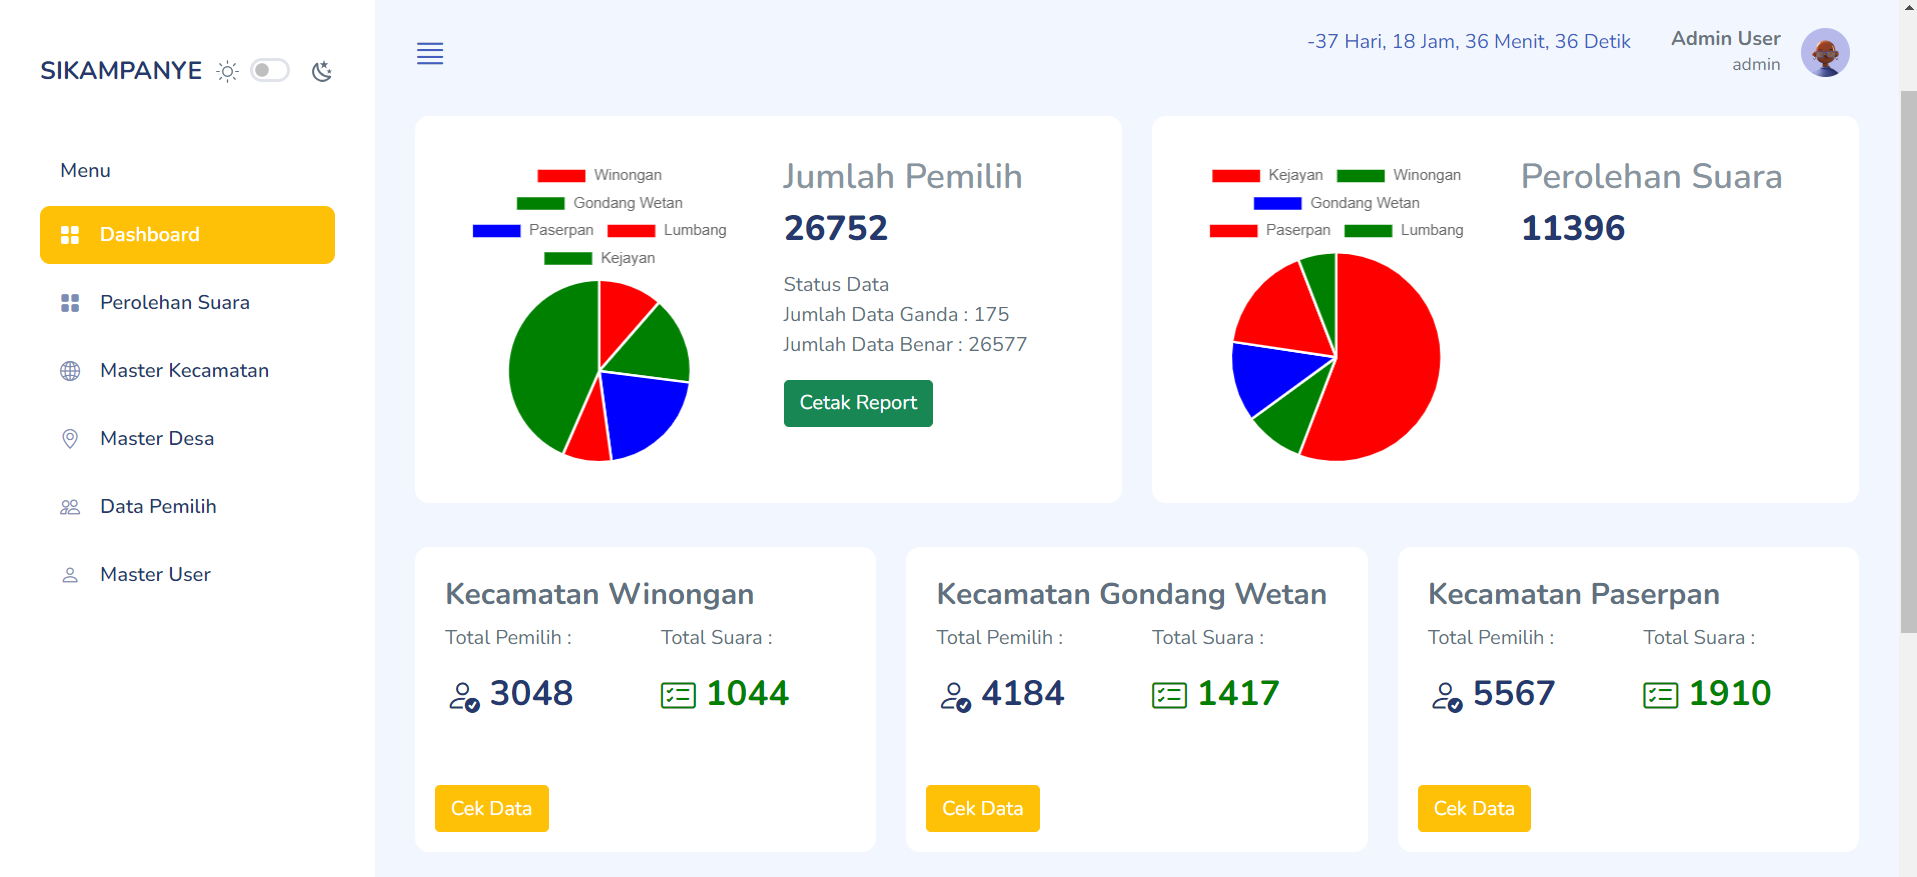 SIKAMPANYE
Menu
Dashboard
Perolehan Suara
Master Kecamatan
Master Desa
Data Pemilih
Master User
-37 Hari, 18 Jam, 36 Menit, 36 Detik
Admin User
admin
Winongan
Gondang Wetan
Paserpan Lumbang
Kejayan
Jumlah Pemilih
26752
Status Data
Jumlah Data Ganda : 175
Jumlah Data Benar : 26577
Cetak Report
Kejayan Winongan
Gondang Wetan
Paserpan Lumbang
Perolehan Suara
11396
Kecamatan Winongan
Total Pemilih : Total Suara :
3048 1044
Cek Data
Kecamatan Gondang Wetan
Total Pemilih : Total Suara :
4184 1417
Cek Data
Kecamatan Paserpan
Total Pemilih : Total Suara :
5567 1910
Cek Data